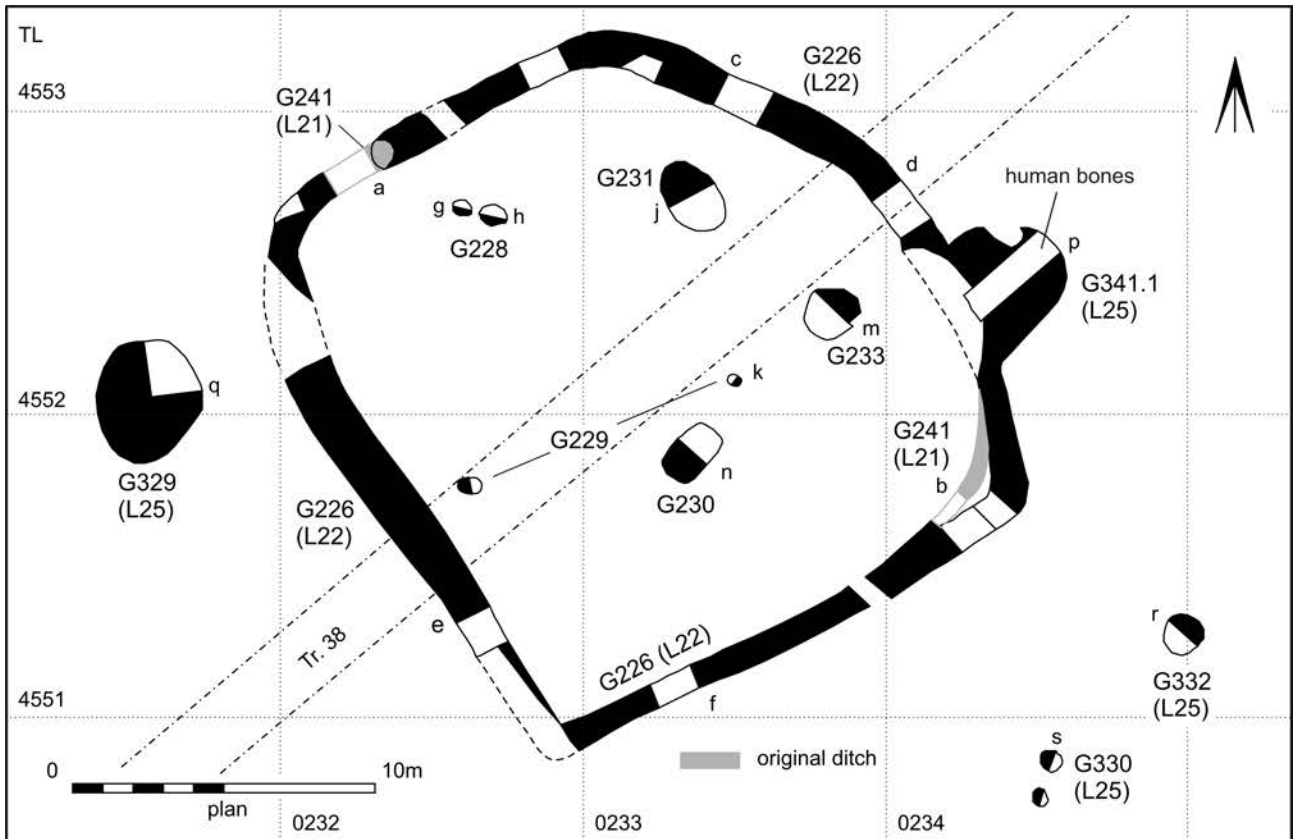 TL
4553
G241
(L21)
a
c
G226
(L22)
d
human bones
p
G341.1
(L25)
G231
j
g
h
G228
m
G233
k
4552
q
G329
(L25)
G229
n
G230
G241
(L21)
b
G226
(L22)
e
Tr. 38
G226 (L22)
f
r
G332
(L25)
4551
s
G330
(L25)
original ditch
0
10m
plan
0232
0233
0234